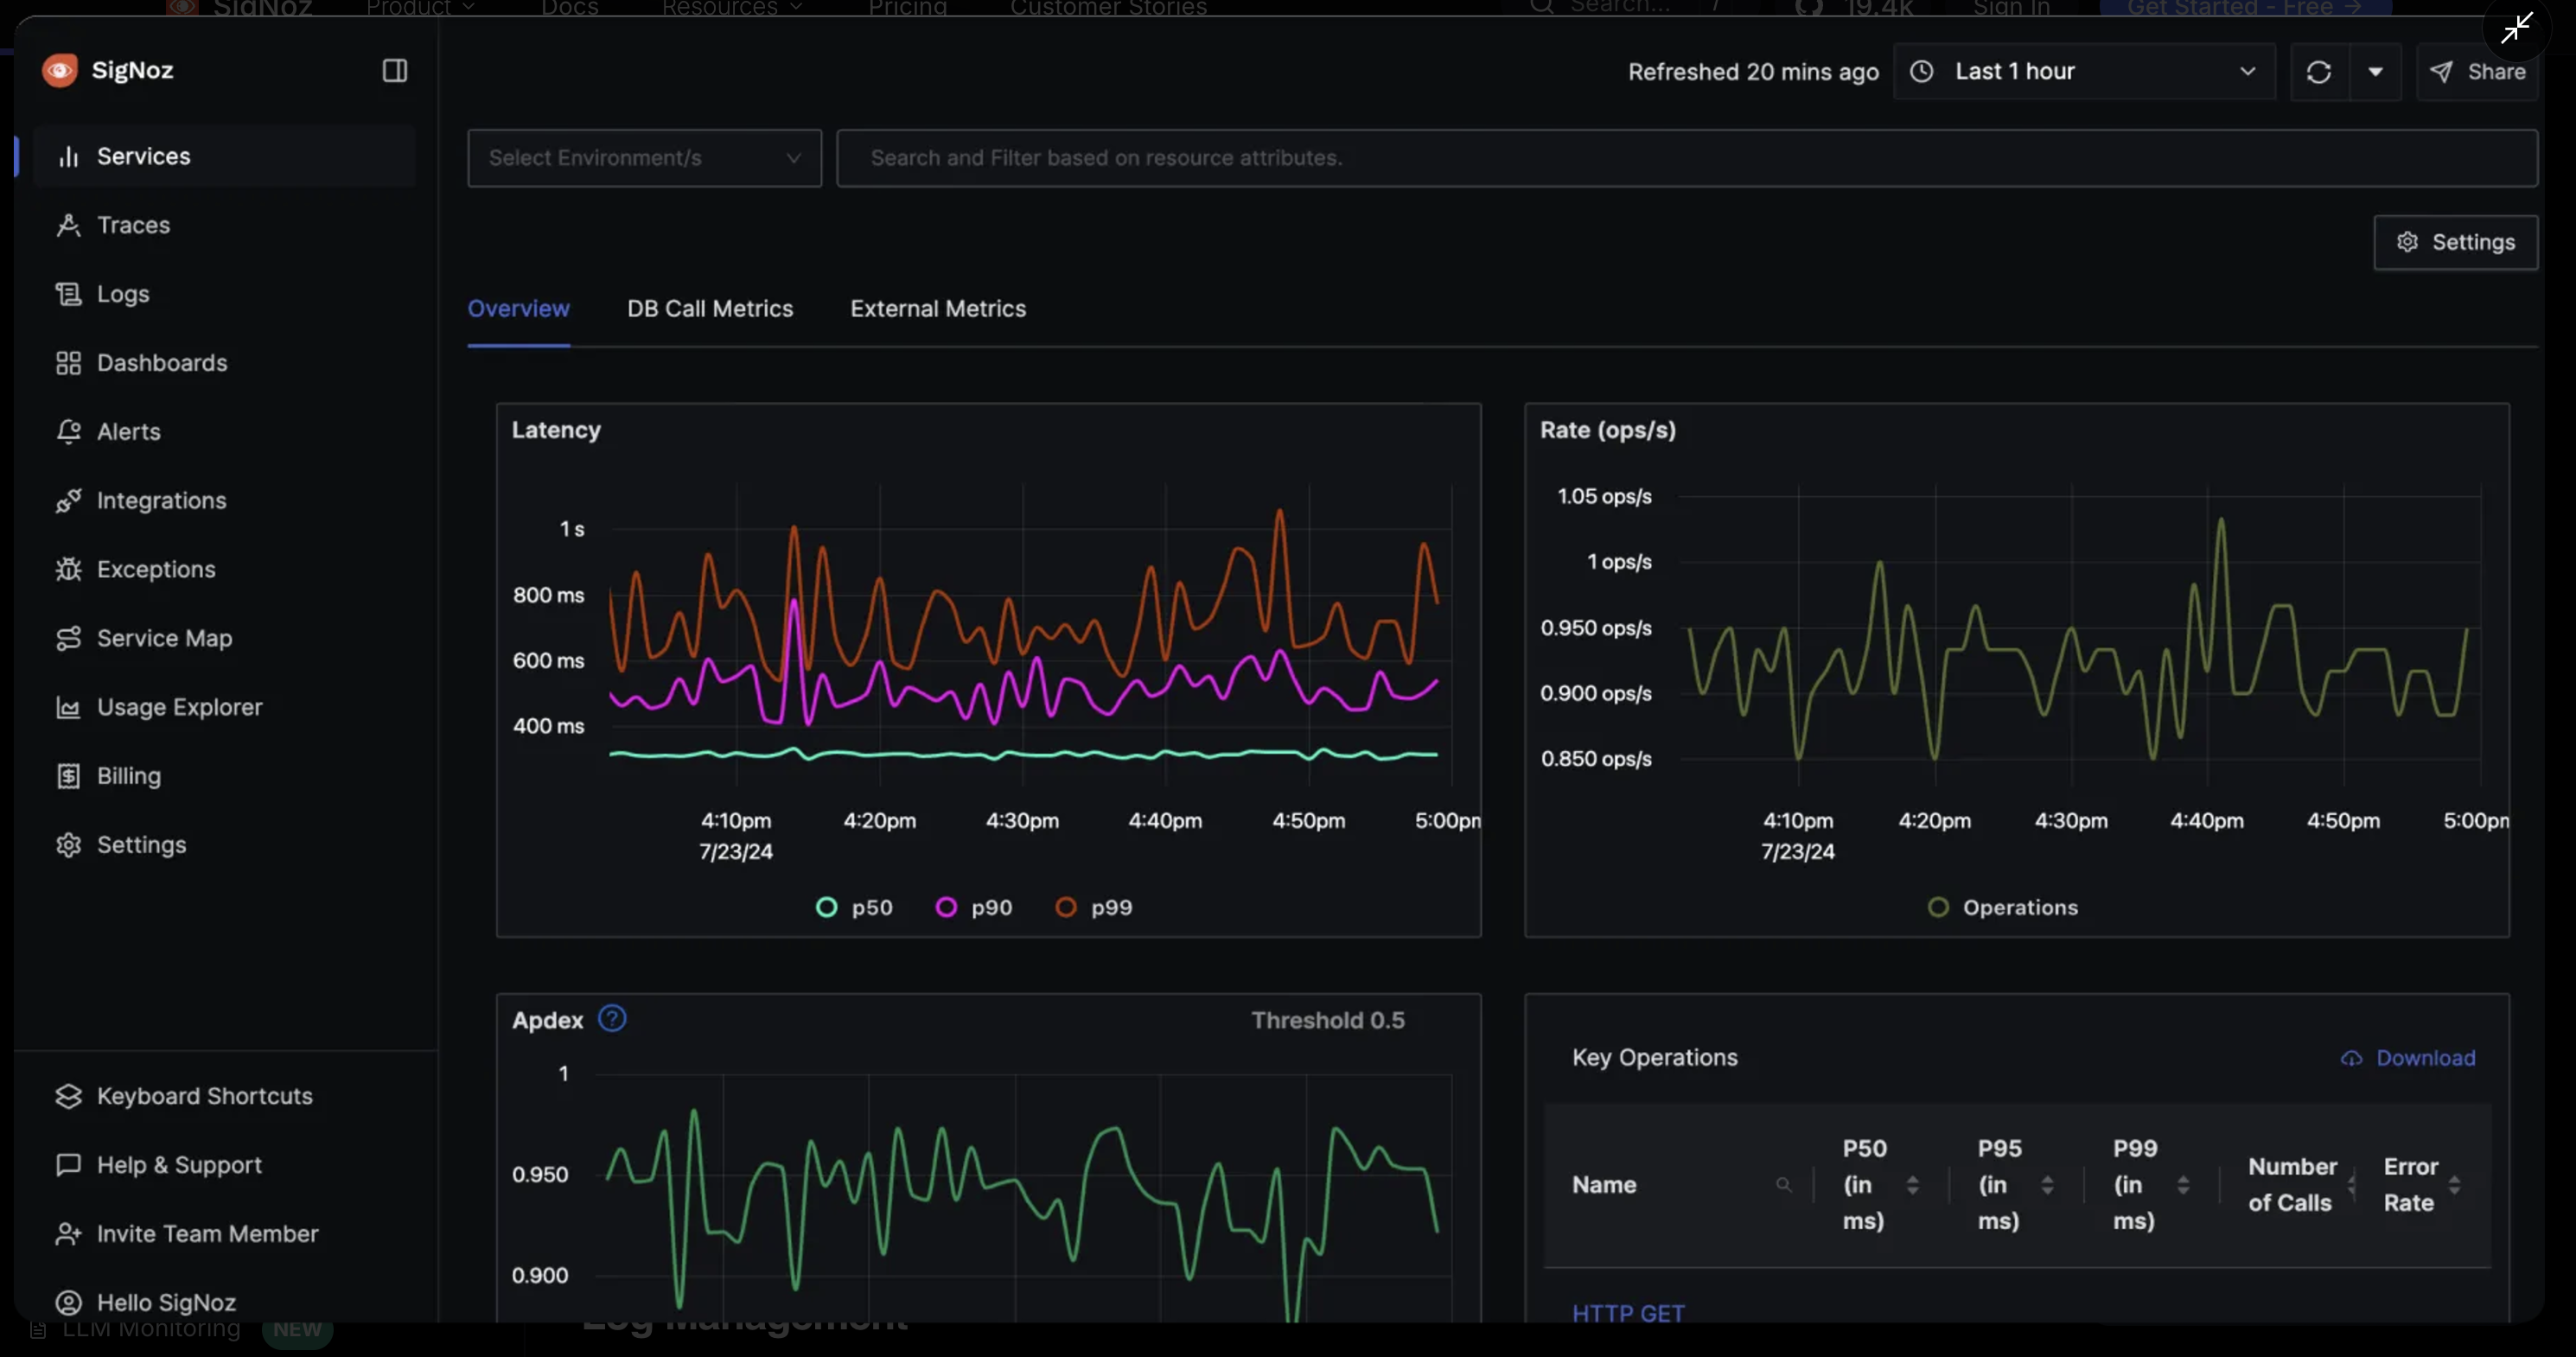 SigNoz
Product
Docs
Resources
Pricing
Customer Stories
Search...
/
19.4k
Sign In
Get Started - Free →
SigNoz
Services
Traces
Logs
Dashboards
Alerts
Integrations
Exceptions
Service Map
Usage Explorer
Billing
Settings
Keyboard Shortcuts
Help & Support
Invite Team Member
Hello SigNoz
Refreshed 20 mins ago
Last 1 hour
Share
Select Environment/s
Search and Filter based on resource attributes.
Settings
Overview
DB Call Metrics
External Metrics
Latency
1 s
800 ms
600 ms
400 ms
4:10pm
7/23/24
4:20pm
4:30pm
4:40pm
4:50pm
5:00pm
p50
p90
p99
Rate (ops/s)
1.05 ops/s
1 ops/s
0.950 ops/s
0.900 ops/s
0.850 ops/s
4:10pm
7/23/24
4:20pm
4:30pm
4:40pm
4:50pm
5:00pm
Operations
Apdex
?
Threshold 0.5
1
0.950
0.900
Key Operations
Download
Name
P50
(in
ms)
P95
(in
ms)
P99
(in
ms)
Number
of Calls
Error
Rate
HTTP GET
LLM Monitoring
NEW
Log Management